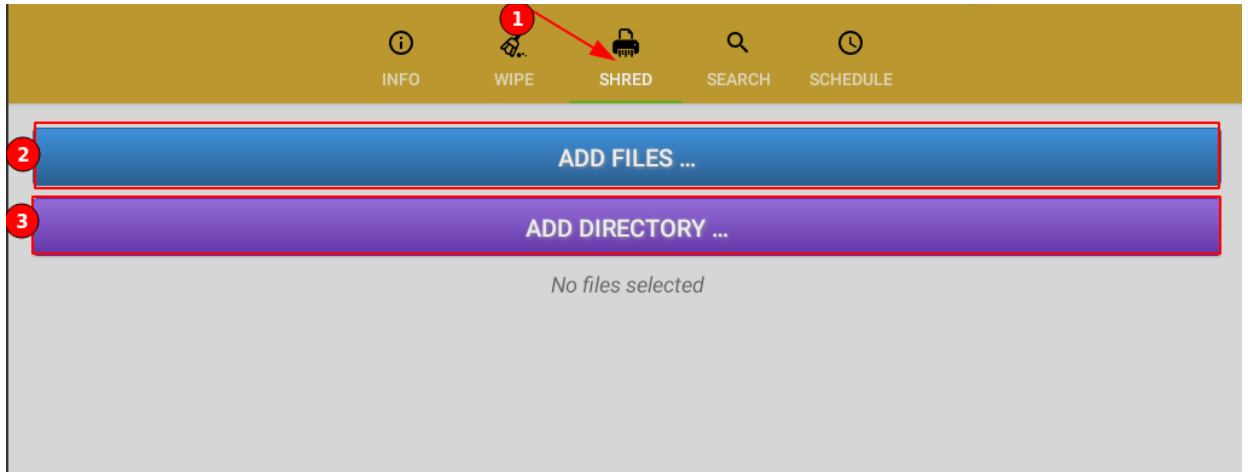 1
INFO WIPE SHRED SEARCH SCHEDULE
2 ADD FILES ...
3 ADD DIRECTORY ...
No files selected